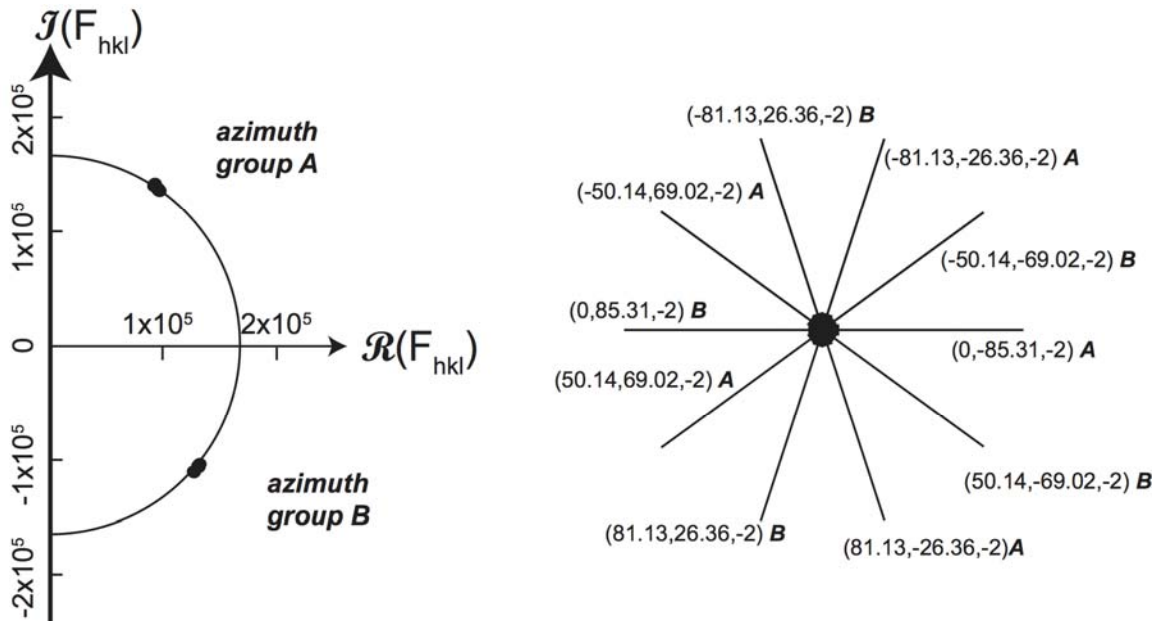 ℐ(F_hkl)
2x10⁵
1x10⁵
0
-1x10⁵
-2x10⁵
azimuth
group A
1x10⁵
2x10⁵
ℛ(F_hkl)
azimuth
group B
(-81.13,26.36,-2) B
(-81.13,-26.36,-2) A
(-50.14,69.02,-2) A
(-50.14,-69.02,-2) B
(0,85.31,-2) B
(0,-85.31,-2) A
(50.14,69.02,-2) A
(50.14,-69.02,-2) B
(81.13,26.36,-2) B
(81.13,-26.36,-2)A